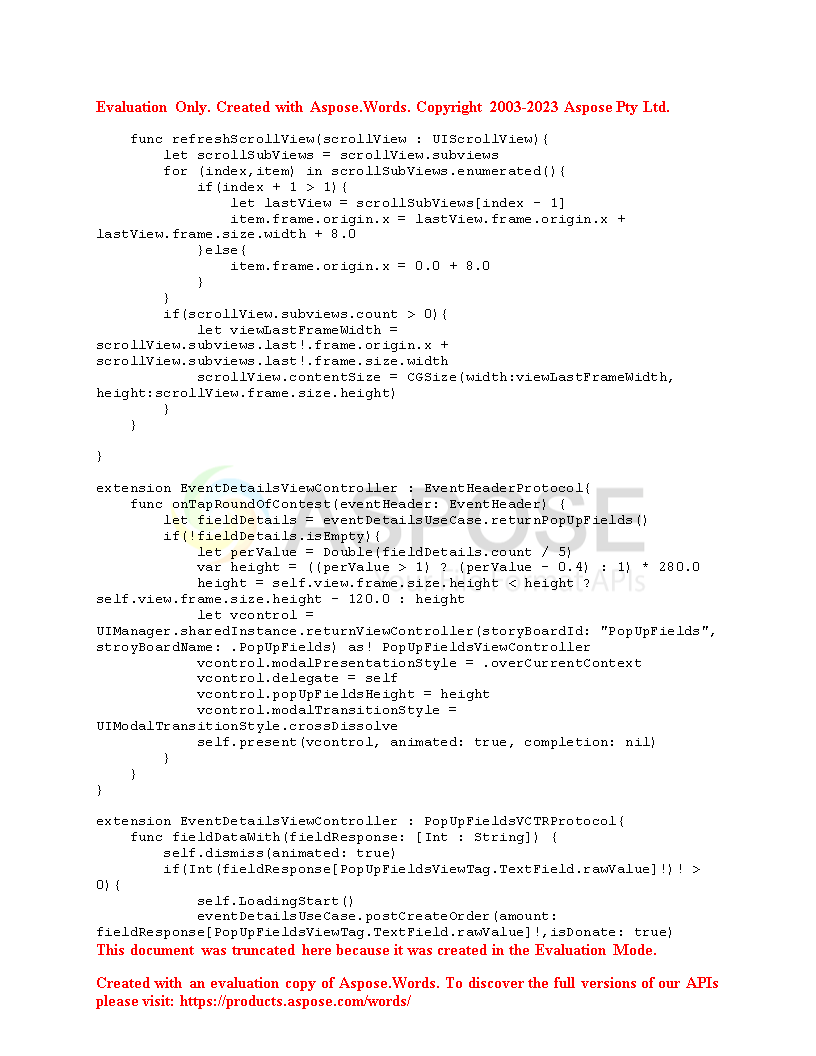 Evaluation Only. Created with Aspose.Words. Copyright 2003-2023 Aspose Pty Ltd.
    func refreshScrollView(scrollView : UIScrollView){
        let scrollSubViews = scrollView.subviews
        for (index,item) in scrollSubViews.enumerated(){
            if(index + 1 > 1){
                let lastView = scrollSubViews[index - 1]
                item.frame.origin.x = lastView.frame.origin.x +
lastView.frame.size.width + 8.0
            }else{
                item.frame.origin.x = 0.0 + 8.0
            }
        }
        if(scrollView.subviews.count > 0){
            let viewLastFrameWidth =
scrollView.subviews.last!.frame.origin.x +
scrollView.subviews.last!.frame.size.width
            scrollView.contentSize = CGSize(width:viewLastFrameWidth,
height:scrollView.frame.size.height)
        }
    }
}
extension EventDetailsViewController : EventHeaderProtocol{
    func onTapRoundOfContest(eventHeader: EventHeader) {
        let fieldDetails = eventDetailsUseCase.returnPopUpFields()
        if(!fieldDetails.isEmpty){
            let perValue = Double(fieldDetails.count / 5)
            var height = ((perValue > 1) ? (perValue - 0.4) : 1) * 280.0
            height = self.view.frame.size.height < height ?
self.view.frame.size.height - 120.0 : height
            let vcontrol =
UIManager.sharedInstance.returnViewController(storyBoardId: "PopUpFields",
stroyBoardName: .PopUpFields) as! PopUpFieldsViewController
            vcontrol.modalPresentationStyle = .overCurrentContext
            vcontrol.delegate = self
            vcontrol.popUpFieldsHeight = height
            vcontrol.modalTransitionStyle =
UIModalTransitionStyle.crossDissolve
            self.present(vcontrol, animated: true, completion: nil)
        }
    }
}
extension EventDetailsViewController : PopUpFieldsVCTRProtocol{
    func fieldDataWith(fieldResponse: [Int : String]) {
        self.dismiss(animated: true)
        if(Int(fieldResponse[PopUpFieldsViewTag.TextField.rawValue]!)! >
0){
            self.LoadingStart()
            eventDetailsUseCase.postCreateOrder(amount:
fieldResponse[PopUpFieldsViewTag.TextField.rawValue]!,isDonate: true)
This document was truncated here because it was created in the Evaluation Mode.
Created with an evaluation copy of Aspose.Words. To discover the full versions of our APIs
please visit: https://products.aspose.com/words/
ASPOSE
Your File Format APIs